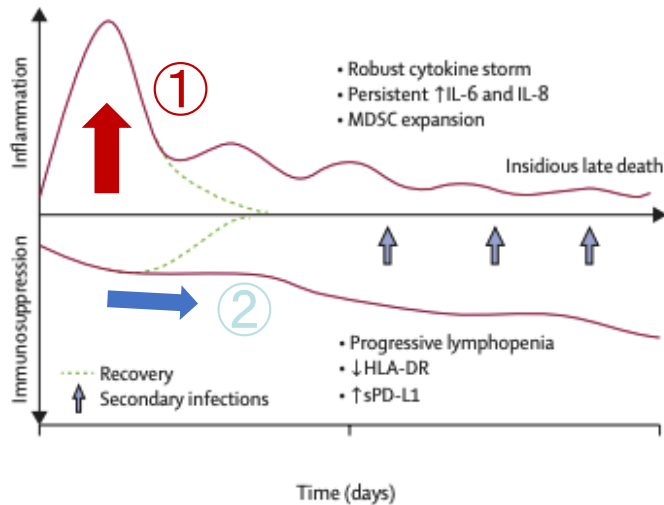 Inflammation
①
• Robust cytokine storm
• Persistent ↑IL-6 and IL-8
• MDSC expansion
Insidious late death
Immunosuppression
②
• Progressive lymphopenia
• ↓HLA-DR
• ↑sPD-L1
Recovery
Secondary infections
Time (days)